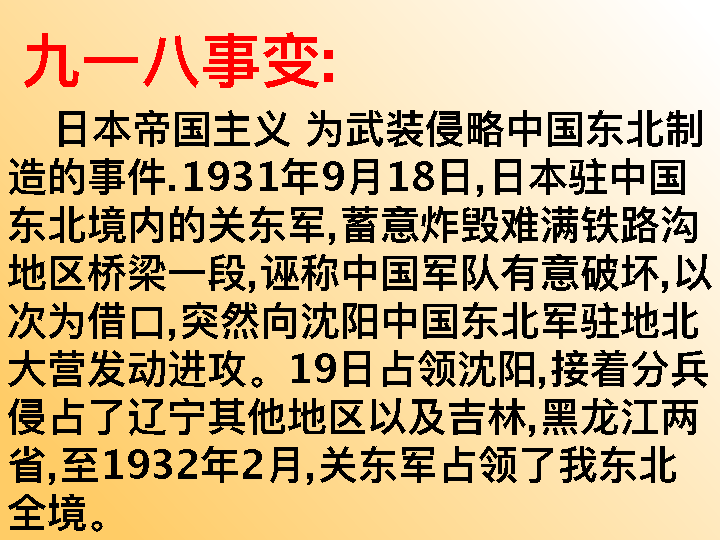 九一八事变:
日本帝国主义 为武装侵略中国东北制
造的事件.1931年9月18日,日本驻中国
东北境内的关东军,蓄意炸毁难满铁路沟
地区桥梁一段,诬称中国军队有意破坏,以
次为借口,突然向沈阳中国东北军驻地北
大营发动进攻。19日占领沈阳,接着分兵
侵占了辽宁其他地区以及吉林,黑龙江两
省,至1932年2月,关东军占领了我东北
全境。